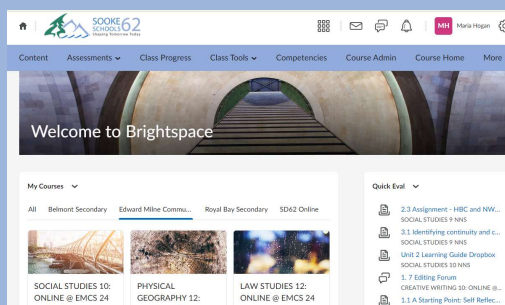 SOOKE
SCHOOLS 62
Shaping Tomorrow Today
MH Maria Hogan
Content Assessments Class Progress Class Tools Competencies Course Admin Course Home More
Welcome to Brightspace
My Courses
All Belmont Secondary Edward Milne Commu... Royal Bay Secondary SD62 Online
SOCIAL STUDIES 10:
ONLINE @ EMCS 24
PHYSICAL
GEOGRAPHY 12:
LAW STUDIES 12:
ONLINE @ EMCS 24
Quick Eval
2.3 Assignment - HBC and NW...
SOCIAL STUDIES 9 NNS
3.1 Identifying continuity and c...
SOCIAL STUDIES 9 NNS
Unit 2 Learning Guide Dropbox
SOCIAL STUDIES 10 NNS
1. 7 Editing Forum
CREATIVE WRITING 10: ONLINE @...
1.1 A Starting Point: Self Reflec...